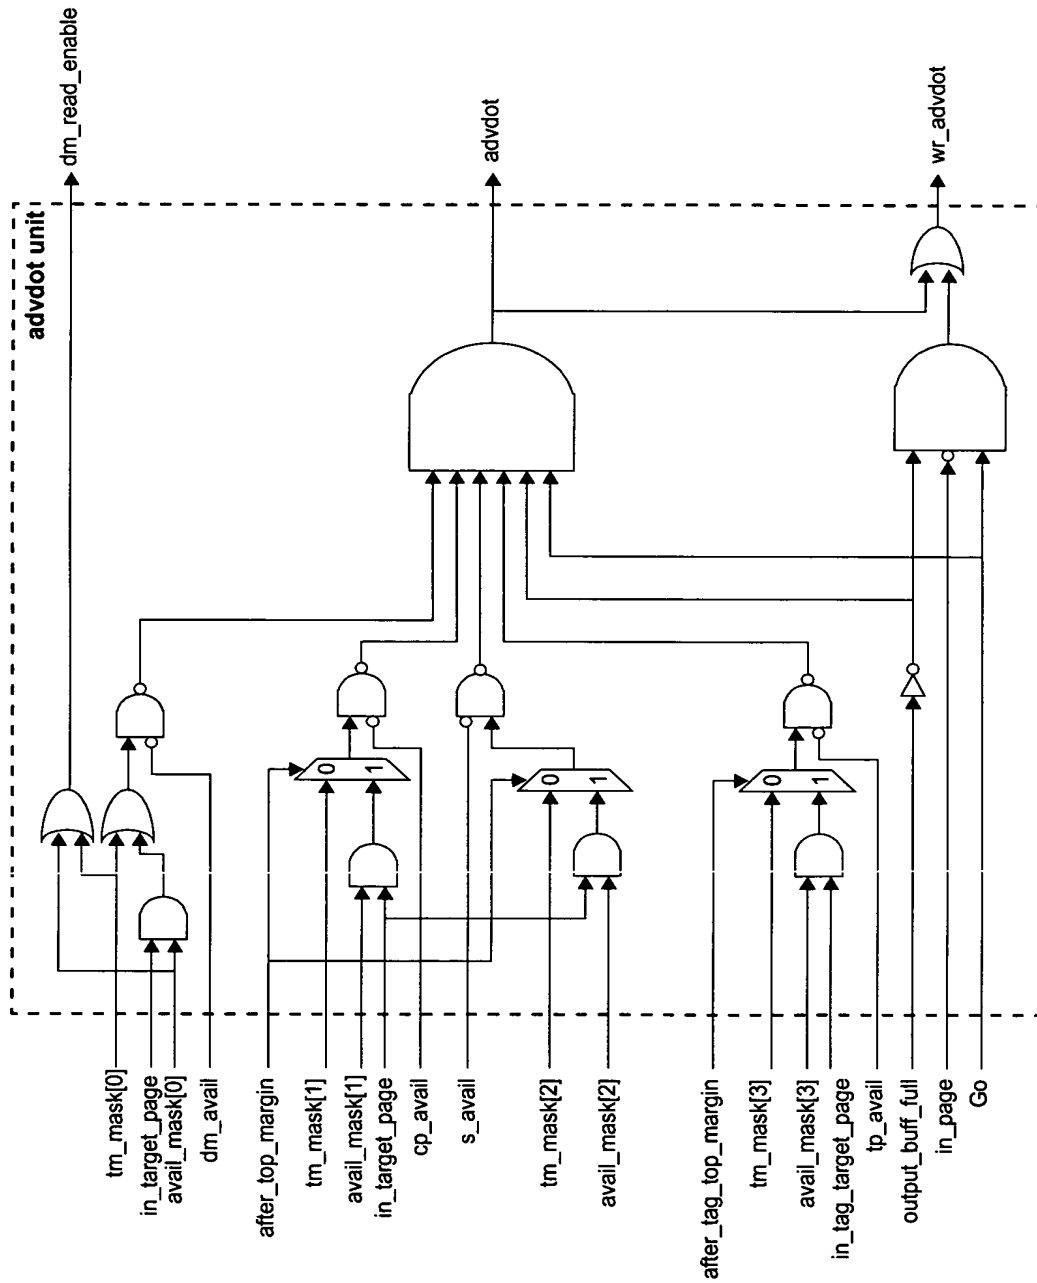 dm_read_enable
advdot
wr_advdot
advdot unit
0
1
0
1
0
1
tm_mask[0]
in_target_page
avail_mask[0]
dm_avail
after_top_margin
tm_mask[1]
avail_mask[1]
in_target_page
cp_avail
s_avail
tm_mask[2]
avail_mask[2]
after_tag_top_margin
tm_mask[3]
avail_mask[3]
in_tag_target_page
tp_avail
output_buff_full
in_page
Go